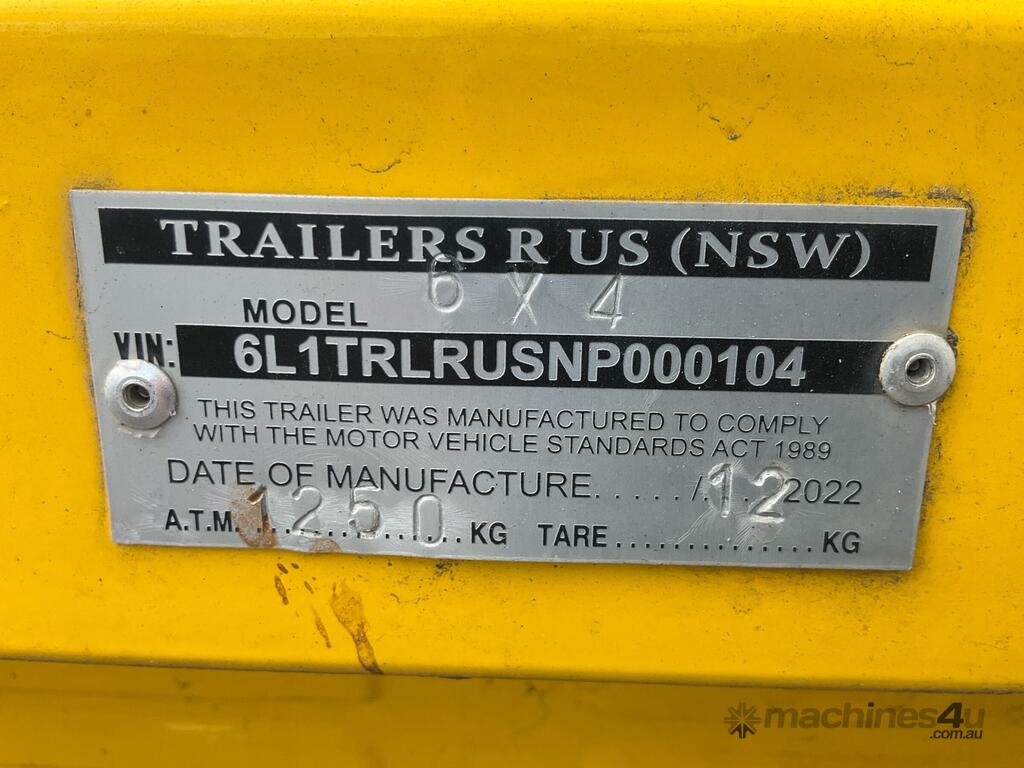 TRAILERS R US (NSW)
MODEL 6 X 4
VIN: 6L1TRLRUSNP000104
THIS TRAILER WAS MANUFACTURED TO COMPLY
WITH THE MOTOR VEHICLE STANDARDS ACT 1989
DATE OF MANUFACTURE...../12 2022
A.T.M. 1250 KG TARE.............. KG
machines4u
.com.au